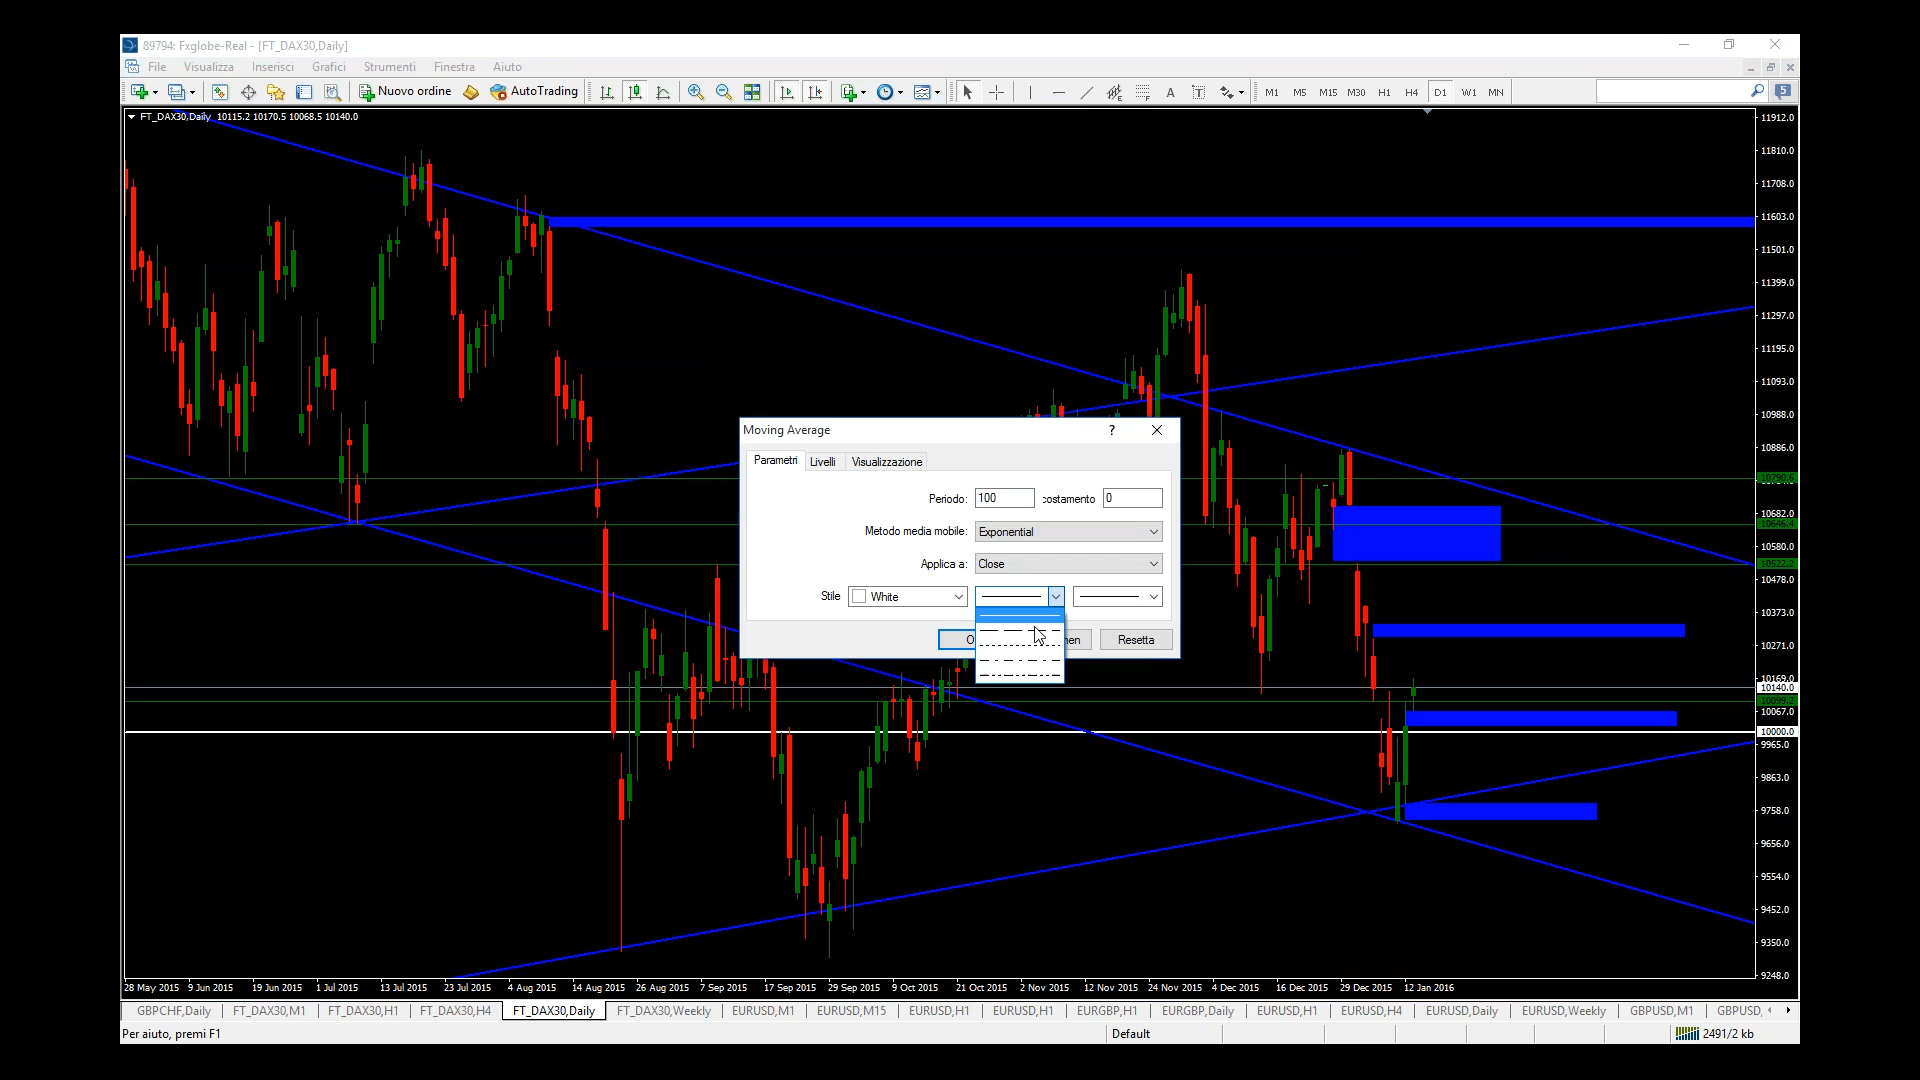 89794: Fxglobe-Real - [FT_DAX30,Daily]
File Visualizza Inserisci Grafici Strumenti Finestra Aiuto
Nuovo ordine AutoTrading A T M1 M5 M15 M30 H1 H4 D1 W1 MN 5
FT_DAX30,Daily 10115.2 10170.5 10068.5 10140.0
11912.0
11810.0
11708.0
11603.0
11501.0
11399.0
11297.0
11195.0
11093.0
10988.0
10886.0
10682.0
10646.4
10580.0
10522.2
10478.0
10373.0
10271.0
10169.0
10140.0
10067.0
10000.0
9965.0
9863.0
9758.0
9656.0
9554.0
9452.0
9350.0
9248.0
Moving Average ?
Parametri Livelli Visualizzazione
Periodo: 100 costamento 0
Metodo media mobile: Exponential
Applica a: Close
Stile White
O en Resetta
28 May 2015 9 Jun 2015 19 Jun 2015 1 Jul 2015 13 Jul 2015 23 Jul 2015 4 Aug 2015 14 Aug 2015 26 Aug 2015 7 Sep 2015 17 Sep 2015 29 Sep 2015 9 Oct 2015 21 Oct 2015 2 Nov 2015 12 Nov 2015 24 Nov 2015 4 Dec 2015 16 Dec 2015 29 Dec 2015 12 Jan 2016
GBPCHF,Daily FT_DAX30,M1 FT_DAX30,H1 FT_DAX30,H4 FT_DAX30,Daily FT_DAX30,Weekly EURUSD,M1 EURUSD,M15 EURUSD,H1 EURUSD,H1 EURGBP,H1 EURGBP,Daily EURUSD,H1 EURUSD,H4 EURUSD,Daily EURUSD,Weekly GBPUSD,M1 GBPUSD,
Per aiuto, premi F1 Default 2491/2 kb